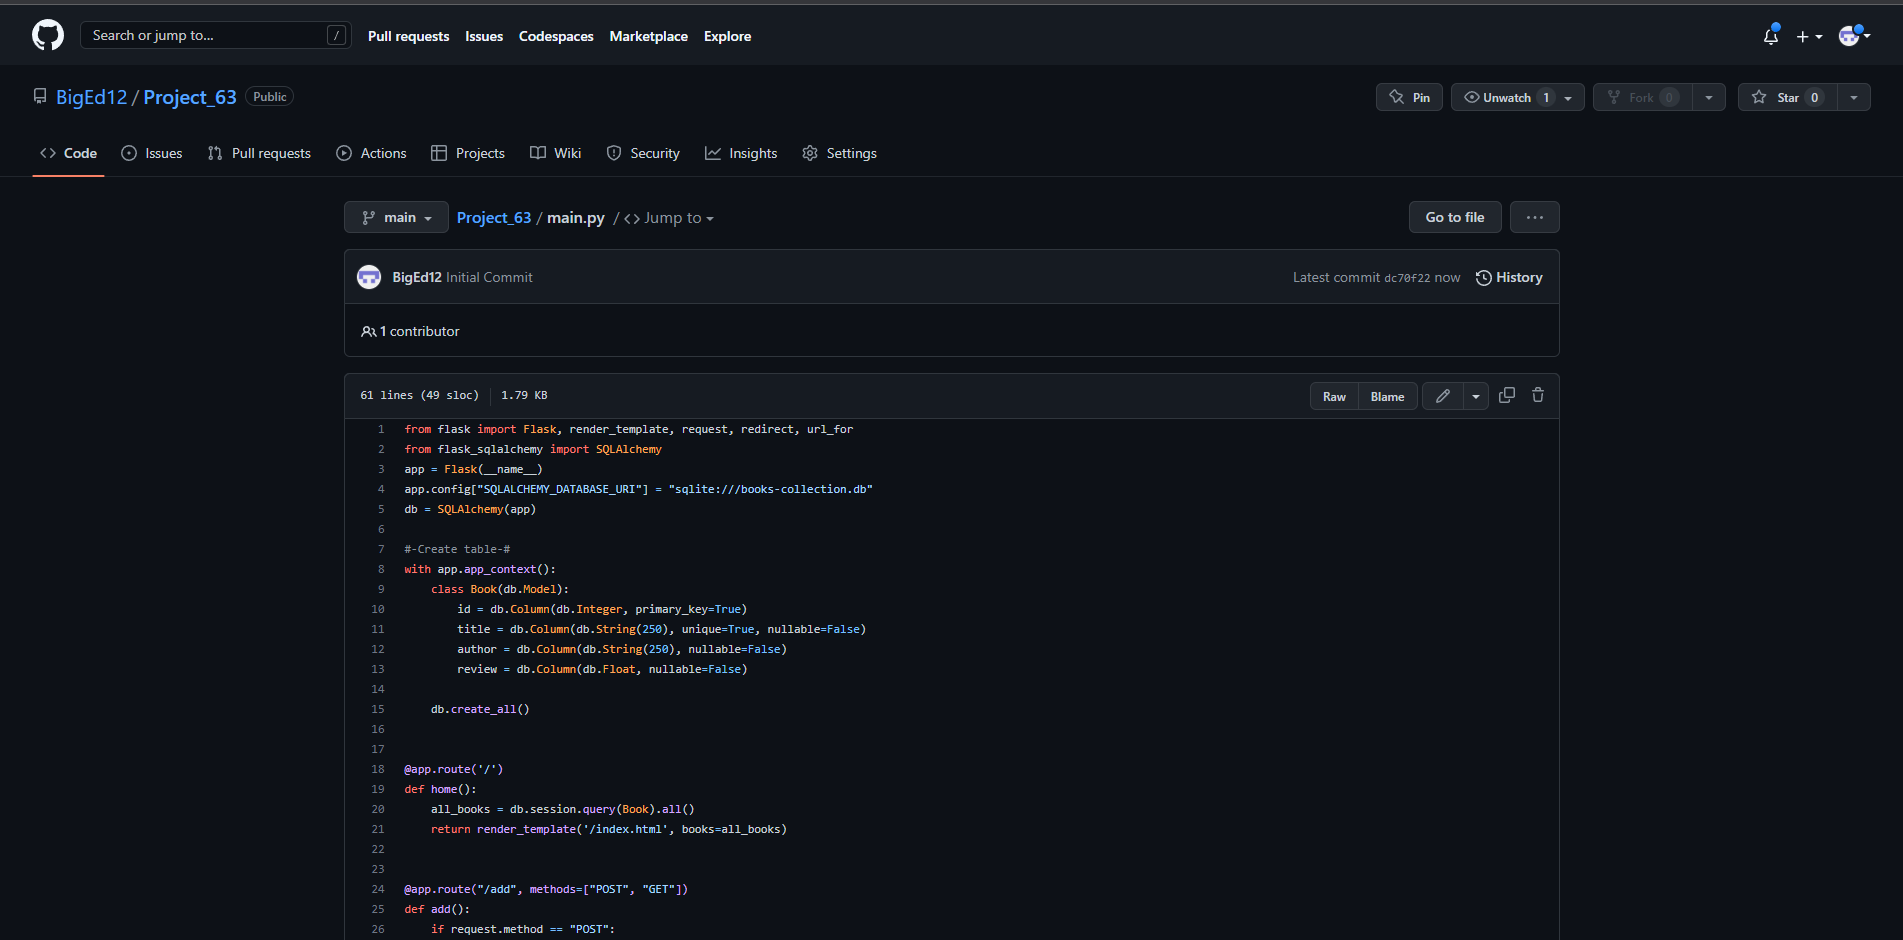 Search or jump to... /
Pull requests Issues Codespaces Marketplace Explore
BigEd12 / Project_63 Public
Pin Unwatch 1 Fork 0 Star 0
Code Issues Pull requests Actions Projects Wiki Security Insights Settings
main Project_63 / main.py / <> Jump to
Go to file ...
BigEd12 Initial Commit
Latest commit dc70f22 now History
1 contributor
61 lines (49 sloc) 1.79 KB
Raw Blame
1 from flask import Flask, render_template, request, redirect, url_for
2 from flask_sqlalchemy import SQLAlchemy
3 app = Flask(__name__)
4 app.config["SQLALCHEMY_DATABASE_URI"] = "sqlite:///books-collection.db"
5 db = SQLAlchemy(app)
6
7 #-Create table-#
8 with app.app_context():
9     class Book(db.Model):
10         id = db.Column(db.Integer, primary_key=True)
11         title = db.Column(db.String(250), unique=True, nullable=False)
12         author = db.Column(db.String(250), nullable=False)
13         review = db.Column(db.Float, nullable=False)
14
15     db.create_all()
16
17
18 @app.route('/')
19 def home():
20     all_books = db.session.query(Book).all()
21     return render_template('/index.html', books=all_books)
22
23
24 @app.route("/add", methods=["POST", "GET"])
25 def add():
26     if request.method == "POST":